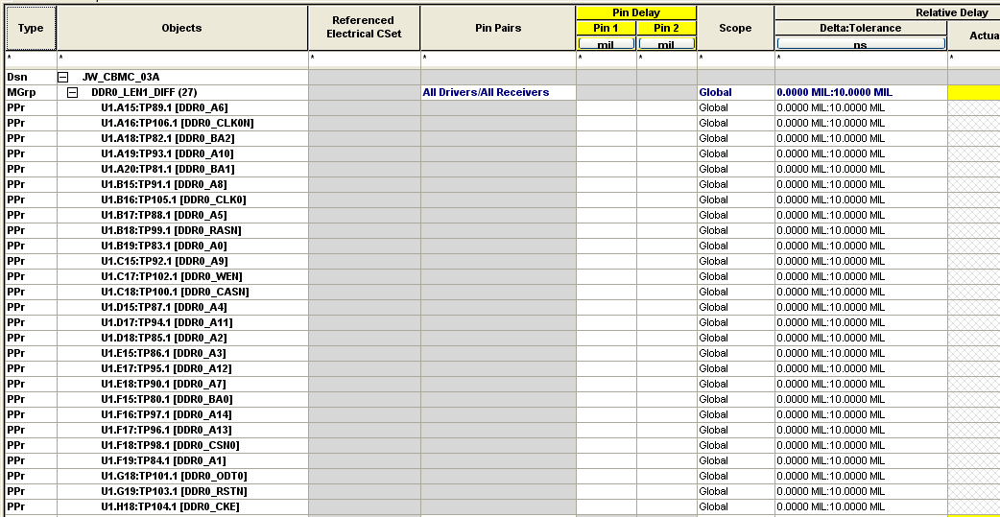 Type Objects Referenced Electrical CSet Pin Pairs Pin Delay Scope Relative Delay
Pin 1 Pin 2 Delta:Tolerance Actua
mil mil ns
* * * * * * * * *
Dsn JW_CBMC_03A
MGrp DDR0_LEN1_DIFF (27) All Drivers/All Receivers Global 0.0000 MIL:10.0000 MIL
PPr U1.A15:TP89.1 [DDR0_A6] Global 0.0000 MIL:10.0000 MIL
PPr U1.A16:TP106.1 [DDR0_CLK0N] Global 0.0000 MIL:10.0000 MIL
PPr U1.A18:TP82.1 [DDR0_BA2] Global 0.0000 MIL:10.0000 MIL
PPr U1.A19:TP93.1 [DDR0_A10] Global 0.0000 MIL:10.0000 MIL
PPr U1.A20:TP81.1 [DDR0_BA1] Global 0.0000 MIL:10.0000 MIL
PPr U1.B15:TP91.1 [DDR0_A8] Global 0.0000 MIL:10.0000 MIL
PPr U1.B16:TP105.1 [DDR0_CLK0] Global 0.0000 MIL:10.0000 MIL
PPr U1.B17:TP88.1 [DDR0_A5] Global 0.0000 MIL:10.0000 MIL
PPr U1.B18:TP99.1 [DDR0_RASN] Global 0.0000 MIL:10.0000 MIL
PPr U1.B19:TP83.1 [DDR0_A0] Global 0.0000 MIL:10.0000 MIL
PPr U1.C15:TP92.1 [DDR0_A9] Global 0.0000 MIL:10.0000 MIL
PPr U1.C17:TP102.1 [DDR0_WEN] Global 0.0000 MIL:10.0000 MIL
PPr U1.C18:TP100.1 [DDR0_CASN] Global 0.0000 MIL:10.0000 MIL
PPr U1.D15:TP87.1 [DDR0_A4] Global 0.0000 MIL:10.0000 MIL
PPr U1.D17:TP94.1 [DDR0_A11] Global 0.0000 MIL:10.0000 MIL
PPr U1.D18:TP85.1 [DDR0_A2] Global 0.0000 MIL:10.0000 MIL
PPr U1.E15:TP86.1 [DDR0_A3] Global 0.0000 MIL:10.0000 MIL
PPr U1.E17:TP95.1 [DDR0_A12] Global 0.0000 MIL:10.0000 MIL
PPr U1.E18:TP90.1 [DDR0_A7] Global 0.0000 MIL:10.0000 MIL
PPr U1.F15:TP80.1 [DDR0_BA0] Global 0.0000 MIL:10.0000 MIL
PPr U1.F16:TP97.1 [DDR0_A14] Global 0.0000 MIL:10.0000 MIL
PPr U1.F17:TP96.1 [DDR0_A13] Global 0.0000 MIL:10.0000 MIL
PPr U1.F18:TP98.1 [DDR0_CSN0] Global 0.0000 MIL:10.0000 MIL
PPr U1.F19:TP84.1 [DDR0_A1] Global 0.0000 MIL:10.0000 MIL
PPr U1.G18:TP101.1 [DDR0_ODT0] Global 0.0000 MIL:10.0000 MIL
PPr U1.G19:TP103.1 [DDR0_RSTN] Global 0.0000 MIL:10.0000 MIL
PPr U1.H18:TP104.1 [DDR0_CKE] Global 0.0000 MIL:10.0000 MIL